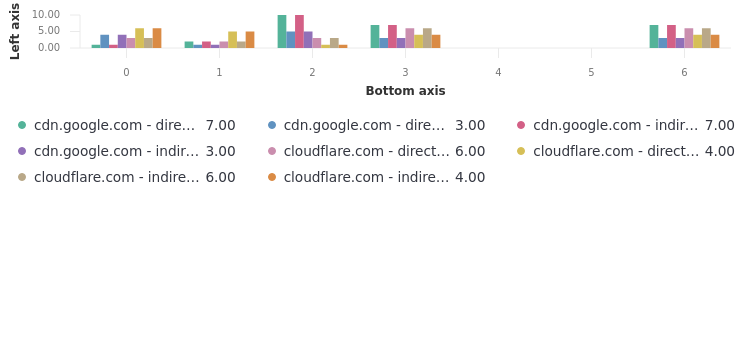 10.00
5.00
0.00
Left axis
0 1 2 3 4 5 6
Bottom axis
cdn.google.com - dire... 7.00 cdn.google.com - dire... 3.00 cdn.google.com - indir... 7.00
cdn.google.com - indir... 3.00 cloudflare.com - direct... 6.00 cloudflare.com - direct... 4.00
cloudflare.com - indire... 6.00 cloudflare.com - indire... 4.00